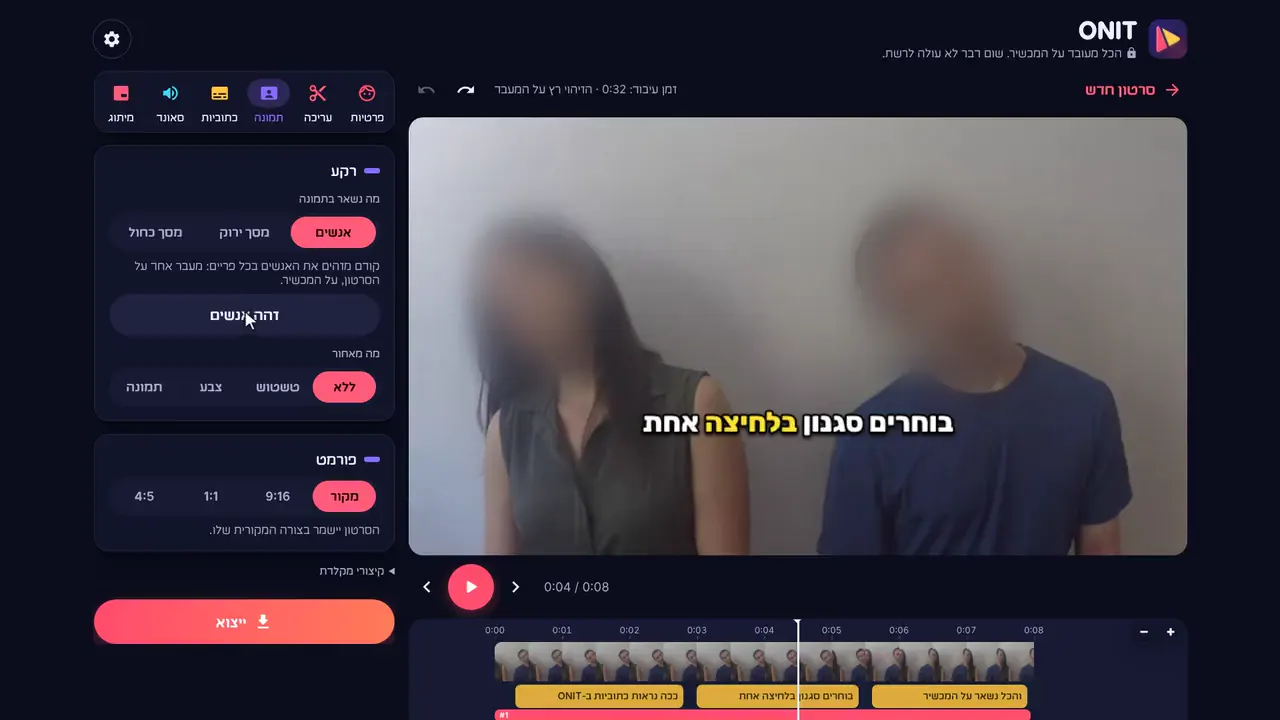 ONIT
הכל מעובד על המכשיר. שום דבר לא עולה לרשת.
סרטון חדש
זמן עיבוד: 0:32 · הזיהוי רץ על המעבד
פרטיות
עריכה
תמונה
כתוביות
סאונד
מיתוג
רקע
מה נשאר בתמונה
אנשים
מסך ירוק
מסך כחול
קודם מזהים את האנשים בכל פריים: מעבר אחד על
הסרטון, על המכשיר.
זהה אנשים
מה מאחור
ללא
טשטוש
צבע
תמונה
פורמט
מקור
9:16
1:1
4:5
הסרטון יישמר בצורה המקורית שלו.
קיצורי מקלדת
ייצוא
בוחרים סגנון בלחיצה אחת
0:04 / 0:08
0:00 0:01 0:02 0:03 0:04 0:05 0:06 0:07 0:08
ככה נראות כתוביות ב-ONIT
בוחרים סגנון בלחיצה אחת
והכל נשאר על המכשיר
#1